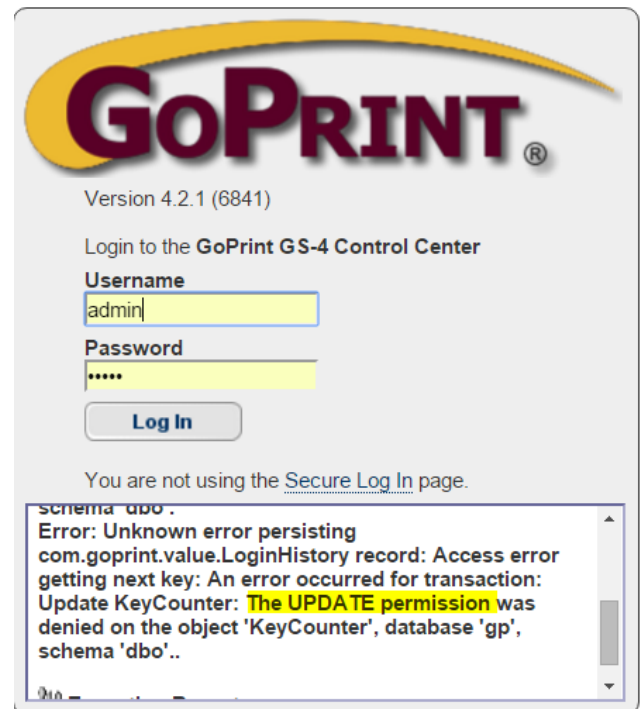 GOPRINT®
Version 4.2.1 (6841)
Login to the GoPrint GS-4 Control Center
Username
admin
Password
•••••
Log In
You are not using the Secure Log In page.
schema 'dbo'.
Error: Unknown error persisting
com.goprint.value.LoginHistory record: Access error
getting next key: An error occurred for transaction:
Update KeyCounter: The UPDATE permission was
denied on the object 'KeyCounter', database 'gp',
schema 'dbo'..